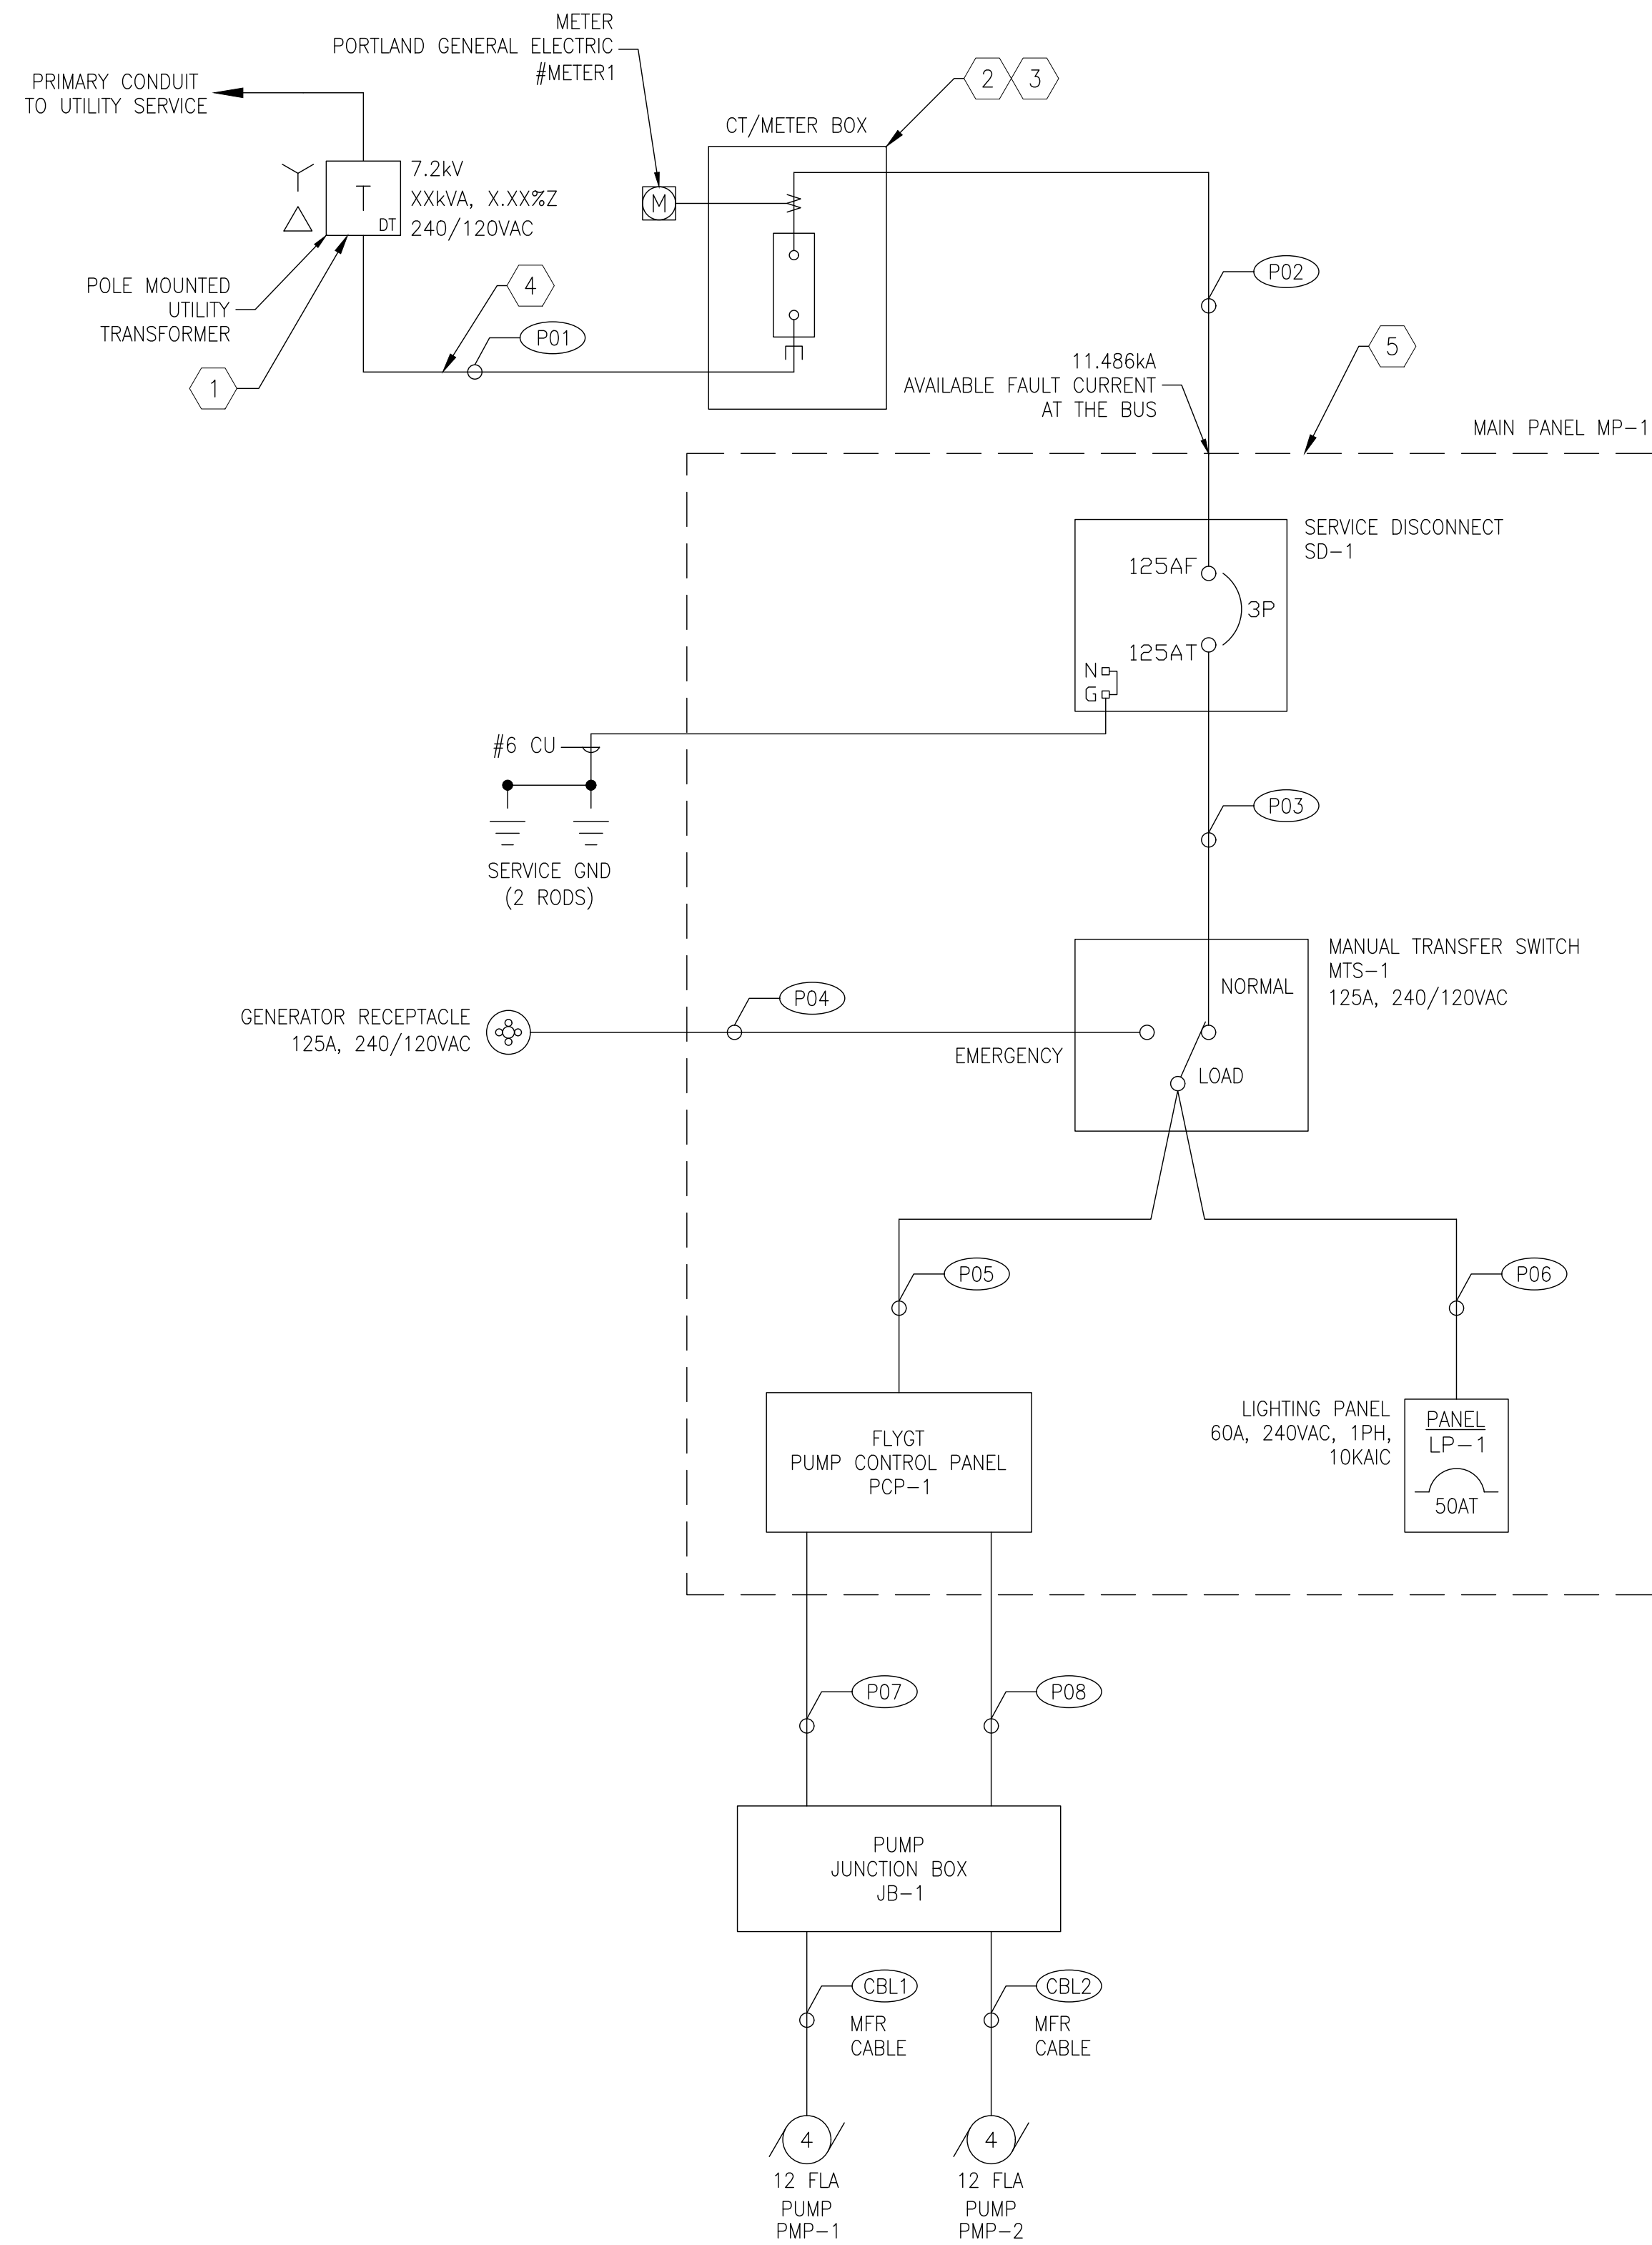 METER
PORTLAND GENERAL ELECTRIC
#METER1
PRIMARY CONDUIT
TO UTILITY SERVICE
2
3
CT/METER BOX
7.2kV
XXkVA, X.XX%Z
240/120VAC
T
DT
M
POLE MOUNTED
UTILITY
TRANSFORMER
1
4
P01
P02
5
11.486kA
AVAILABLE FAULT CURRENT
AT THE BUS
MAIN PANEL MP-1
SERVICE DISCONNECT
SD-1
125AF
3P
125AT
N
G
#6 CU
SERVICE GND
(2 RODS)
P03
MANUAL TRANSFER SWITCH
MTS-1
125A, 240/120VAC
NORMAL
P04
GENERATOR RECEPTACLE
125A, 240/120VAC
EMERGENCY
LOAD
P05
P06
FLYGT
PUMP CONTROL PANEL
PCP-1
LIGHTING PANEL
60A, 240VAC, 1PH,
10KAIC
PANEL
LP-1
50AT
P07
P08
PUMP
JUNCTION BOX
JB-1
CBL1
MFR
CABLE
CBL2
MFR
CABLE
4
12 FLA
PUMP
PMP-1
4
12 FLA
PUMP
PMP-2